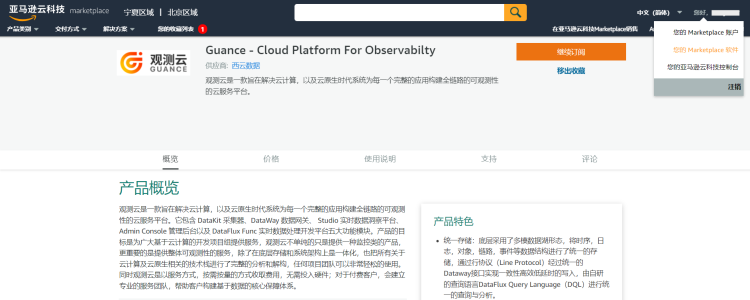 亚马逊云科技 marketplace 宁夏区域 | 北京区域 中文 (简体) 您好,
aws
产品类别 交付方式 解决方案 您的收藏列表 1 在亚马逊云科技Marketplace销售
您的 Marketplace 账户
您的 Marketplace 软件
您的亚马逊云科技控制台
注销
观测云
GUANCE
Guance - Cloud Platform For Observabilty
供应商: 西云数据
观测云是一款旨在解决云计算，以及云原生时代系统为每一个完整的应用构建全链路的可观测性
的云服务平台。
继续订阅
移出收藏
概览 价格 使用说明 支持 评论
产品概览
观测云是一款旨在解决云计算，以及云原生时代系统为每一个完整的应用构建全链路的可观测
性的云服务平台。它包含 DataKit 采集器、DataWay 数据网关、 Studio 实时数据洞察平台、
Admin Console 管理后台以及 DataFlux Func 实时数据处理开发平台五大功能模块。产品的目
标是为广大基于云计算的开发项目组提供服务，观测云不单纯的只是提供一种监控类的产品，
更重要的是提供整体可观测性的服务，除了在底层存储和系统架构上是一体化，也把所有关于
云计算及云原生相关的技术栈进行了完整的分析和解构，任何项目团队可以非常轻松的使用。
同时观测云是以服务方式，按需按量的方式收取费用，无需投入硬件；对于付费客户，会建立
专业的服务团队，帮助客户构建基于数据的核心保障体系。
产品特色
• 统一存储：底层采用了多模数据湖形态，将时序、日
志、对象，链路，事件等数据结构进行了统一的存
储，通过行协议（Line Protocol）经过统一的
Dataway接口实现一致性高效低延时的写入，由自研
的查询语言DataFlux Query Language（DQL）进行统
一的查询与分析。